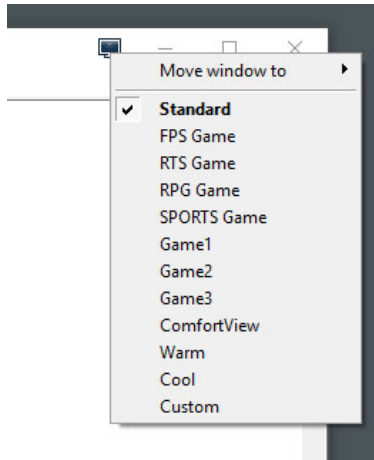 Move window to
Standard
FPS Game
RTS Game
RPG Game
SPORTS Game
Game1
Game2
Game3
ComfortView
Warm
Cool
Custom